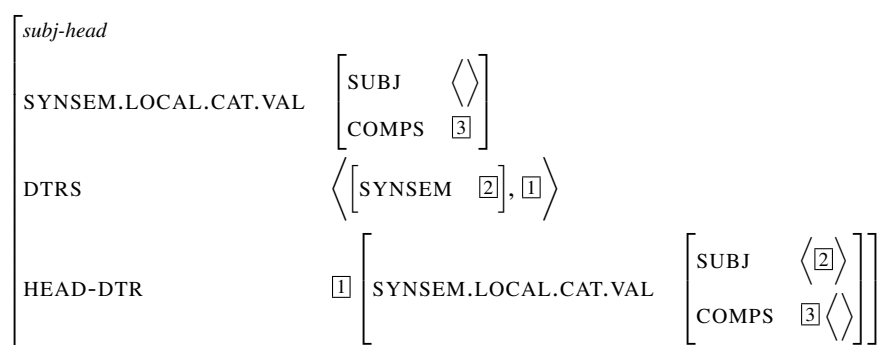 subj-head
SYNSEM.LOCAL.CAT.VAL [SUBJ ⟨⟩
COMPS 3]
DTRS ⟨[SYNSEM 2], 1⟩
HEAD-DTR 1 [SYNSEM.LOCAL.CAT.VAL [SUBJ ⟨2⟩
COMPS 3⟨⟩]]